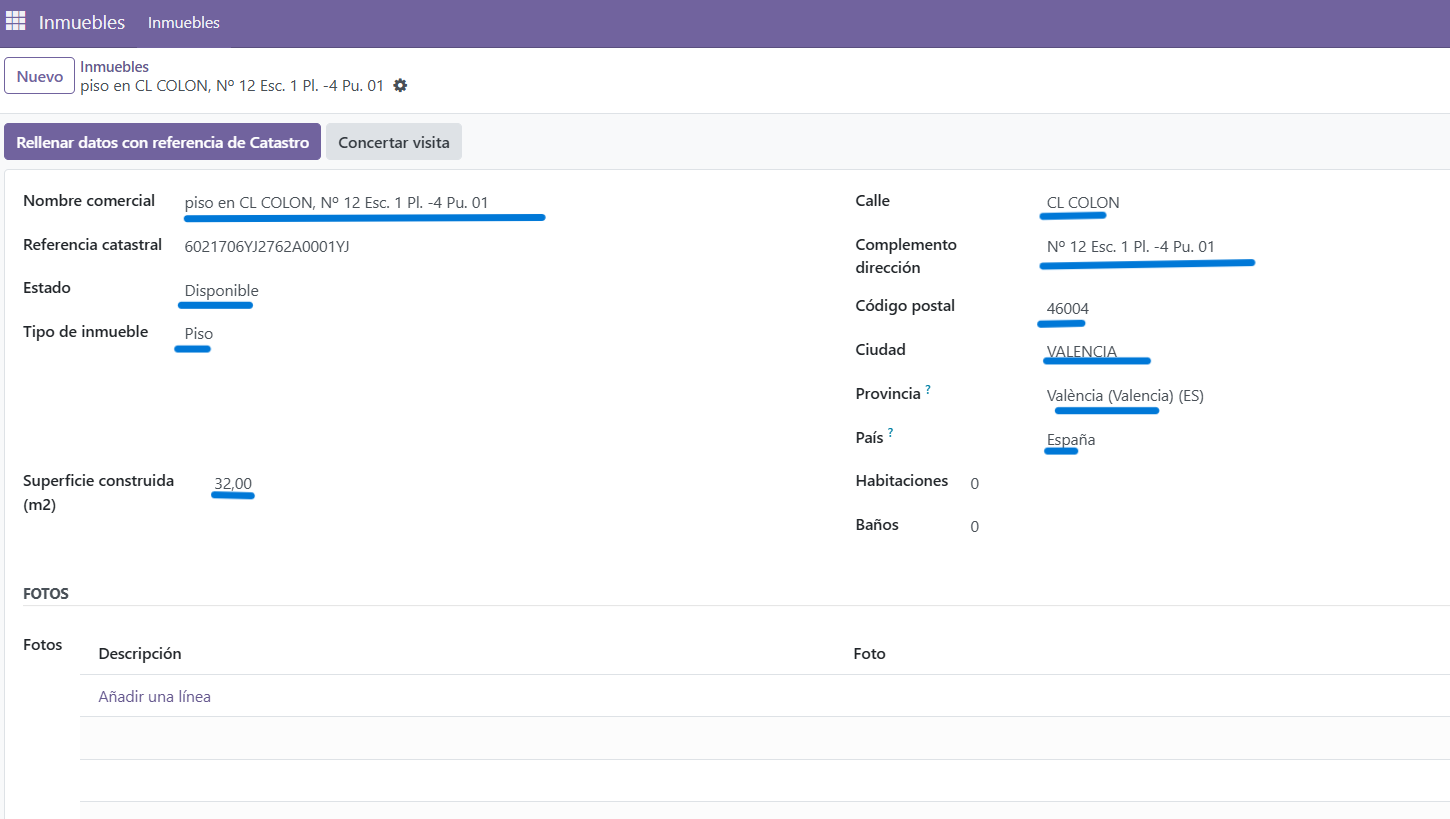 Inmuebles Inmuebles
Nuevo
Inmuebles
piso en CL COLON, Nº 12 Esc. 1 Pl. -4 Pu. 01
Rellenar datos con referencia de Catastro Concertar visita
Nombre comercial piso en CL COLON, Nº 12 Esc. 1 Pl. -4 Pu. 01
Referencia catastral 6021706YJ2762A0001YJ
Estado Disponible
Tipo de inmueble Piso
Superficie construida 32,00
(m2)
Calle CL COLON
Complemento Nº 12 Esc. 1 Pl. -4 Pu. 01
dirección
Código postal 46004
Ciudad VALENCIA
Provincia ? València (Valencia) (ES)
País ? España
Habitaciones 0
Baños 0
FOTOS
Fotos Descripción Foto
Añadir una línea